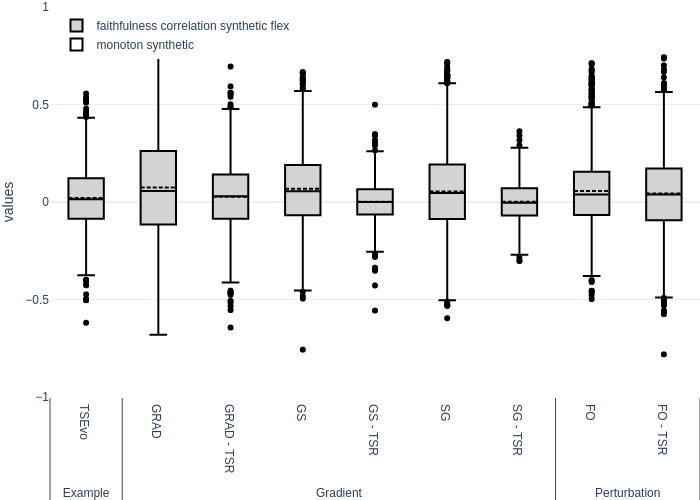 1
faithfulness correlation synthetic flex
monoton synthetic
0.5
values
0
−0.5
−1
TSEvo
GRAD
GRAD - TSR
GS
GS - TSR
SG
SG - TSR
FO
FO - TSR
Example
Gradient
Perturbation